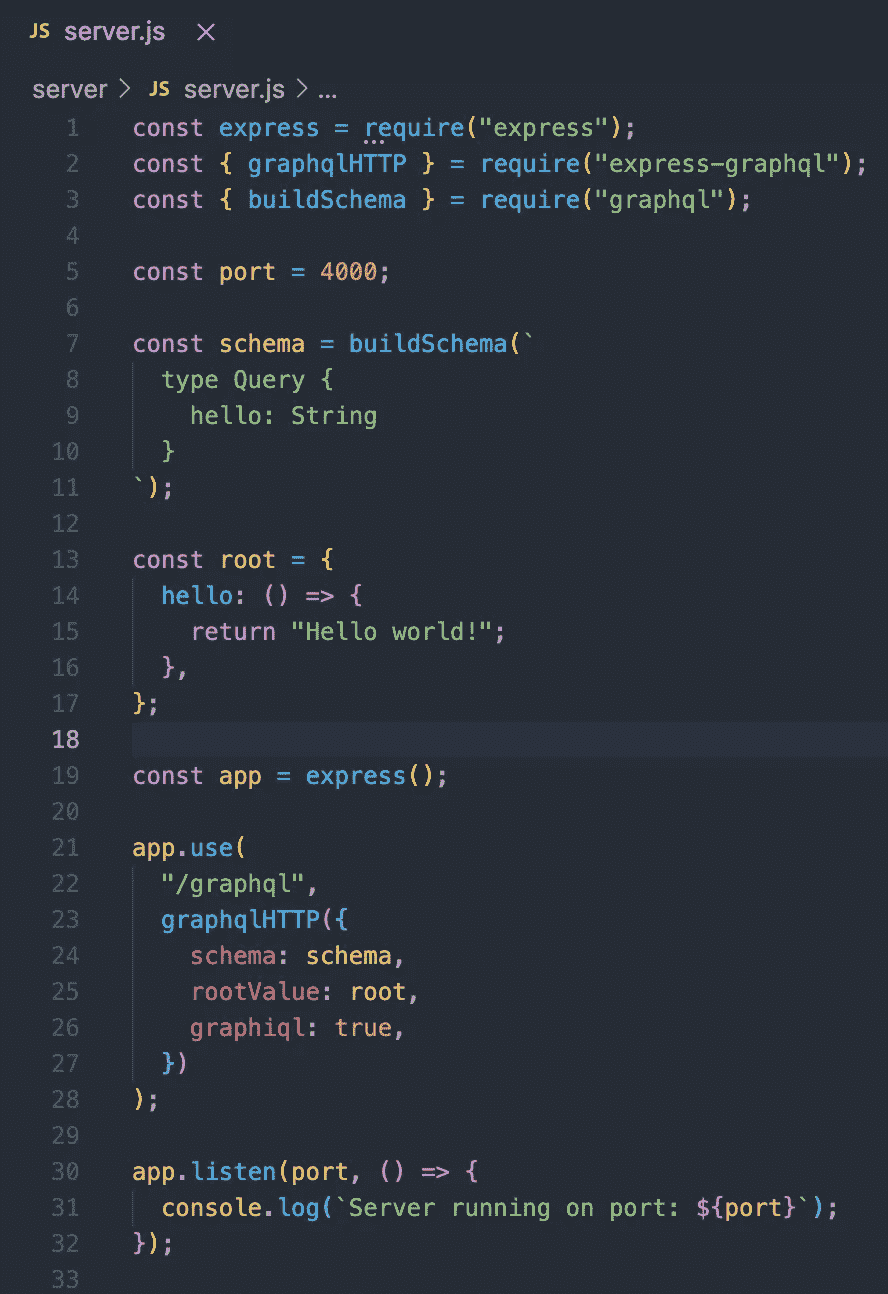 JS server.js ×
server > JS server.js > ...
1 const express = require("express");
2 const { graphqlHTTP } = require("express-graphql");
3 const { buildSchema } = require("graphql");
4
5 const port = 4000;
6
7 const schema = buildSchema(`
8   type Query {
9     hello: String
10   }
11 `);
12
13 const root = {
14   hello: () => {
15     return "Hello world!";
16   },
17 };
18
19 const app = express();
20
21 app.use(
22   "/graphql",
23   graphqlHTTP({
24     schema: schema,
25     rootValue: root,
26     graphiql: true,
27   })
28 );
29
30 app.listen(port, () => {
31   console.log(`Server running on port: ${port}`);
32 });
33